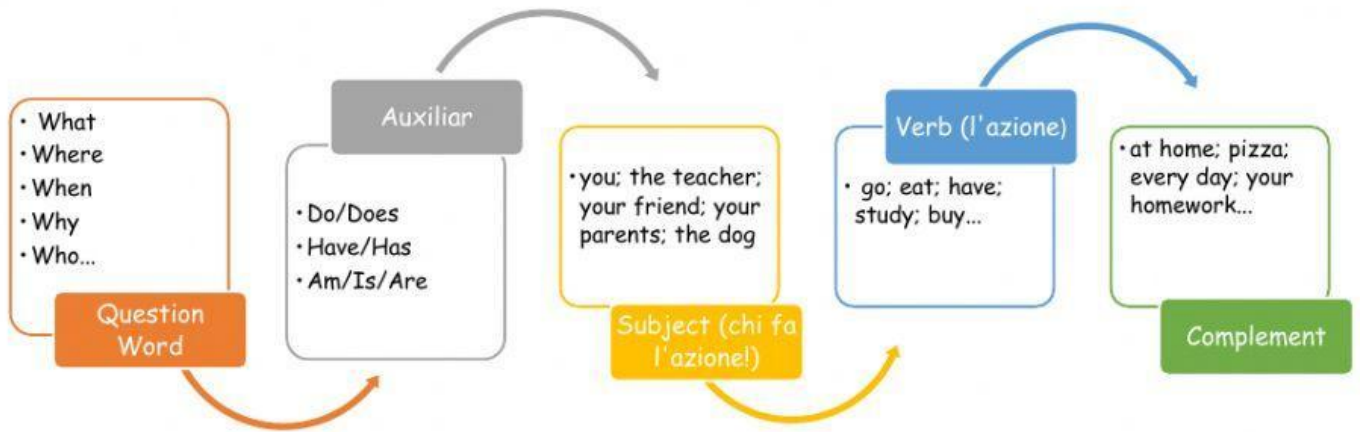 • What
• Where
• When
• Why
• Who...
Question
Word
Auxiliar
• Do/Does
• Have/Has
• Am/Is/Are
• you; the teacher;
your friend; your
parents; the dog
Subject (chi fa
l'azione!)
Verb (l'azione)
• go; eat; have;
study; buy...
• at home; pizza;
every day; your
homework...
Complement